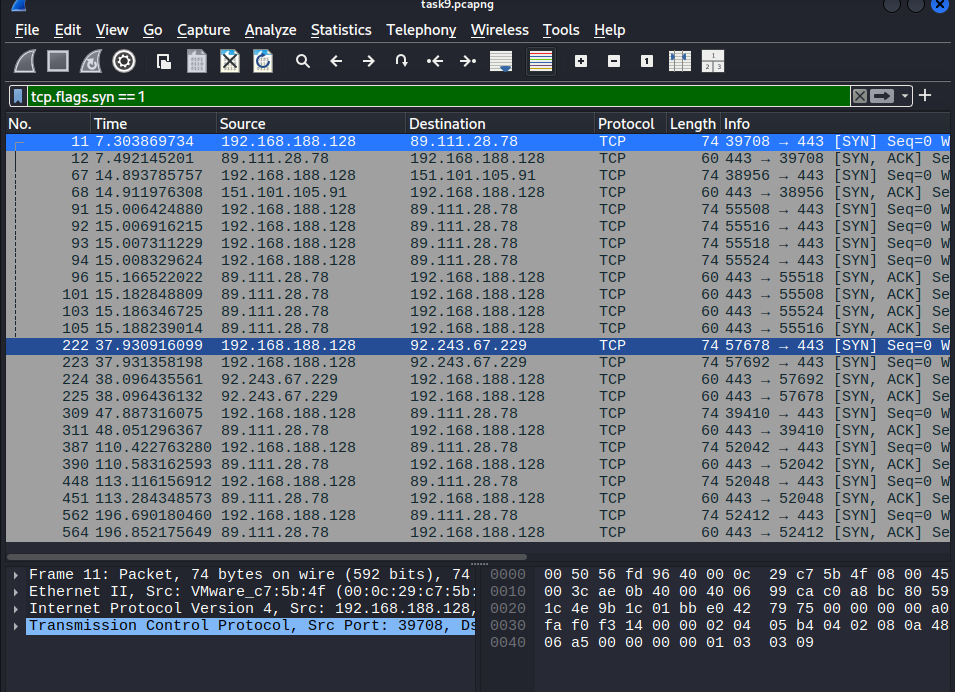 task9.pcapng
File Edit View Go Capture Analyze Statistics Telephony Wireless Tools Help
tcp.flags.syn == 1
No. Time Source Destination Protocol Length Info
11 7.303869734 192.168.188.128 89.111.28.78 TCP 74 39708 → 443 [SYN] Seq=0 W
12 7.492145201 89.111.28.78 192.168.188.128 TCP 60 443 → 39708 [SYN, ACK] Se
67 14.893785757 192.168.188.128 151.101.105.91 TCP 74 38956 → 443 [SYN] Seq=0 W
68 14.911976308 151.101.105.91 192.168.188.128 TCP 60 443 → 38956 [SYN, ACK] Se
91 15.006424880 192.168.188.128 89.111.28.78 TCP 74 55508 → 443 [SYN] Seq=0 W
92 15.006916215 192.168.188.128 89.111.28.78 TCP 74 55516 → 443 [SYN] Seq=0 W
93 15.007311229 192.168.188.128 89.111.28.78 TCP 74 55518 → 443 [SYN] Seq=0 W
94 15.008329624 192.168.188.128 89.111.28.78 TCP 74 55524 → 443 [SYN] Seq=0 W
96 15.166522022 89.111.28.78 192.168.188.128 TCP 60 443 → 55518 [SYN, ACK] Se
101 15.182848809 89.111.28.78 192.168.188.128 TCP 60 443 → 55508 [SYN, ACK] Se
103 15.186346725 89.111.28.78 192.168.188.128 TCP 60 443 → 55524 [SYN, ACK] Se
105 15.188239014 89.111.28.78 192.168.188.128 TCP 60 443 → 55516 [SYN, ACK] Se
222 37.930916099 192.168.188.128 92.243.67.229 TCP 74 57678 → 443 [SYN] Seq=0 W
223 37.931358198 192.168.188.128 92.243.67.229 TCP 74 57692 → 443 [SYN] Seq=0 W
224 38.096435561 92.243.67.229 192.168.188.128 TCP 60 443 → 57692 [SYN, ACK] Se
225 38.096436132 92.243.67.229 192.168.188.128 TCP 60 443 → 57678 [SYN, ACK] Se
309 47.887316075 192.168.188.128 89.111.28.78 TCP 74 39410 → 443 [SYN] Seq=0 W
311 48.051296367 89.111.28.78 192.168.188.128 TCP 60 443 → 39410 [SYN, ACK] Se
387 110.422763280 192.168.188.128 89.111.28.78 TCP 74 52042 → 443 [SYN] Seq=0 W
390 110.583162593 89.111.28.78 192.168.188.128 TCP 60 443 → 52042 [SYN, ACK] Se
448 113.116156912 192.168.188.128 89.111.28.78 TCP 74 52048 → 443 [SYN] Seq=0 W
451 113.284348573 89.111.28.78 192.168.188.128 TCP 60 443 → 52048 [SYN, ACK] Se
562 196.690180460 192.168.188.128 89.111.28.78 TCP 74 52412 → 443 [SYN] Seq=0 W
564 196.852175649 89.111.28.78 192.168.188.128 TCP 60 443 → 52412 [SYN, ACK] Se
Frame 11: Packet, 74 bytes on wire (592 bits), 74
Ethernet II, Src: VMware_c7:5b:4f (00:0c:29:c7:5b:
Internet Protocol Version 4, Src: 192.168.188.128,
Transmission Control Protocol, Src Port: 39708, Ds
0000 00 50 56 fd 96 40 00 0c 29 c7 5b 4f 08 00 45
0010 00 3c ae 0b 40 00 40 06 99 ca c0 a8 bc 80 59
0020 1c 4e 9b 1c 01 bb e0 42 79 75 00 00 00 00 a0
0030 fa f0 f3 14 00 00 02 04 05 b4 04 02 08 0a 48
0040 06 a5 00 00 00 00 01 03 03 09